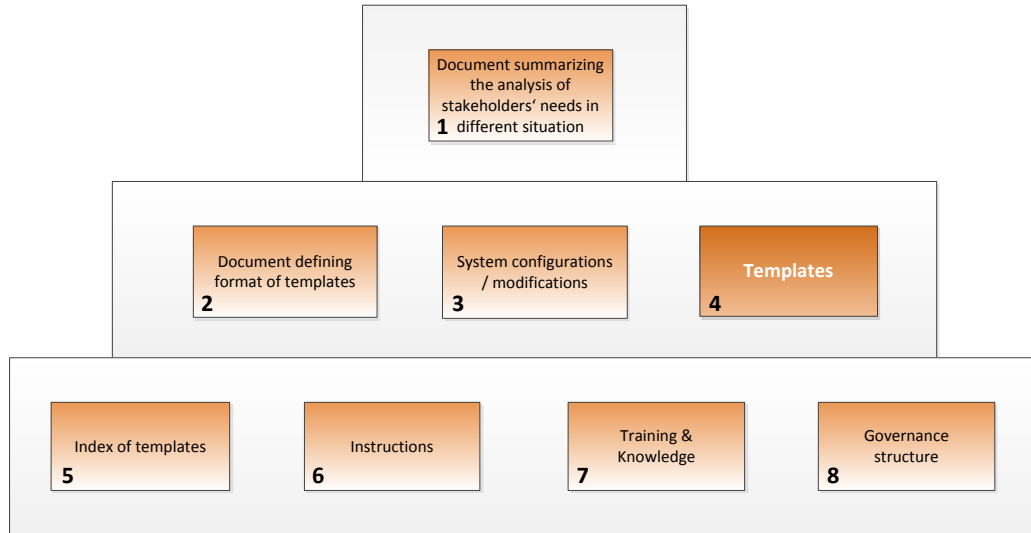 Document summarizing
the analysis of
stakeholders‘ needs in
different situation
1
Document defining
format of templates
2
System configurations
/ modifications
3
Templates
4
Index of templates
5
Instructions
6
Training &
Knowledge
7
Governance
structure
8